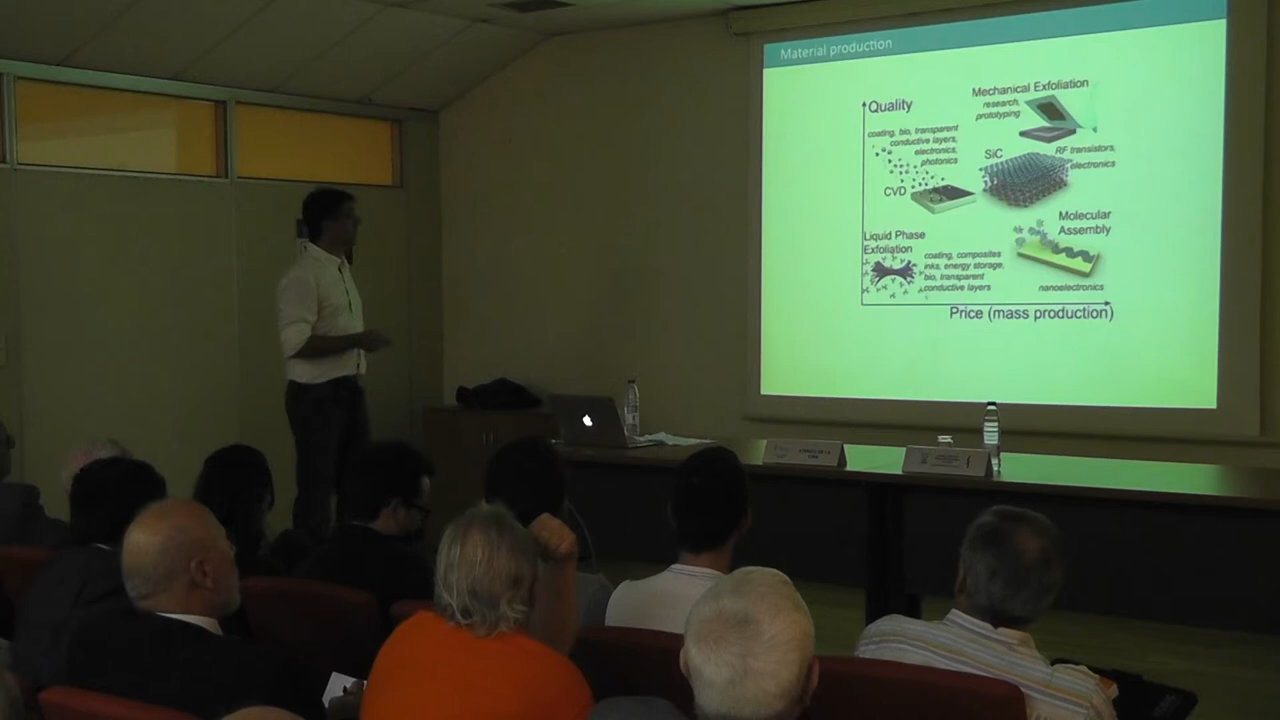 Material production
Quality
Mechanical Exfoliation
research,
prototyping
coating, bio, transparent
conductive layers,
electronics,
photonics
SiC
RF transistors,
electronics
CVD
Molecular
Assembly
Liquid Phase
Exfoliation
coating, composites
inks, energy storage,
bio, transparent
conductive layers
nanoelectronics
Price (mass production)